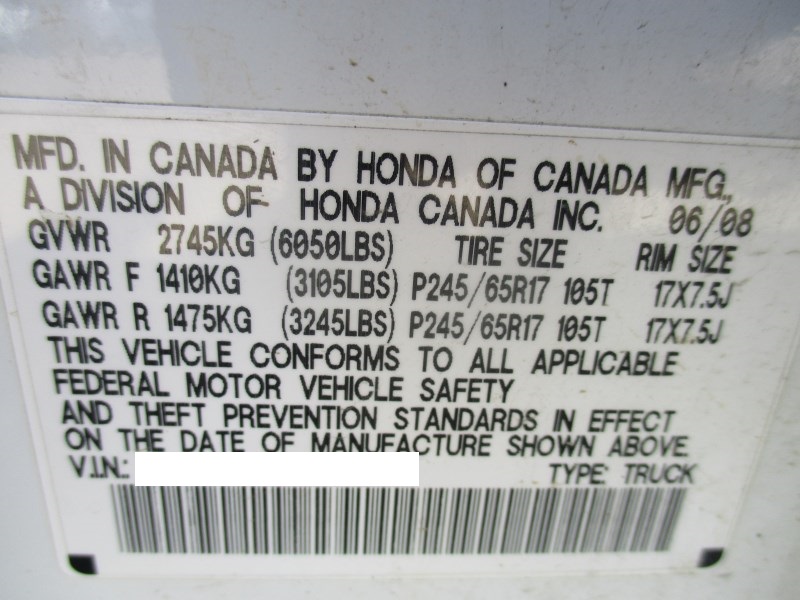 MFD. IN CANADA BY HONDA OF CANADA MFG.,
A DIVISION OF HONDA CANADA INC. 06/08
GVWR 2745KG (6050LBS) TIRE SIZE RIM SIZE
GAWR F 1410KG (3105LBS) P245/65R17 105T 17X7.5J
GAWR R 1475KG (3245LBS) P245/65R17 105T 17X7.5J
THIS VEHICLE CONFORMS TO ALL APPLICABLE
FEDERAL MOTOR VEHICLE SAFETY
AND THEFT PREVENTION STANDARDS IN EFFECT
ON THE DATE OF MANUFACTURE SHOWN ABOVE.
V.I.N.: TYPE: TRUCK